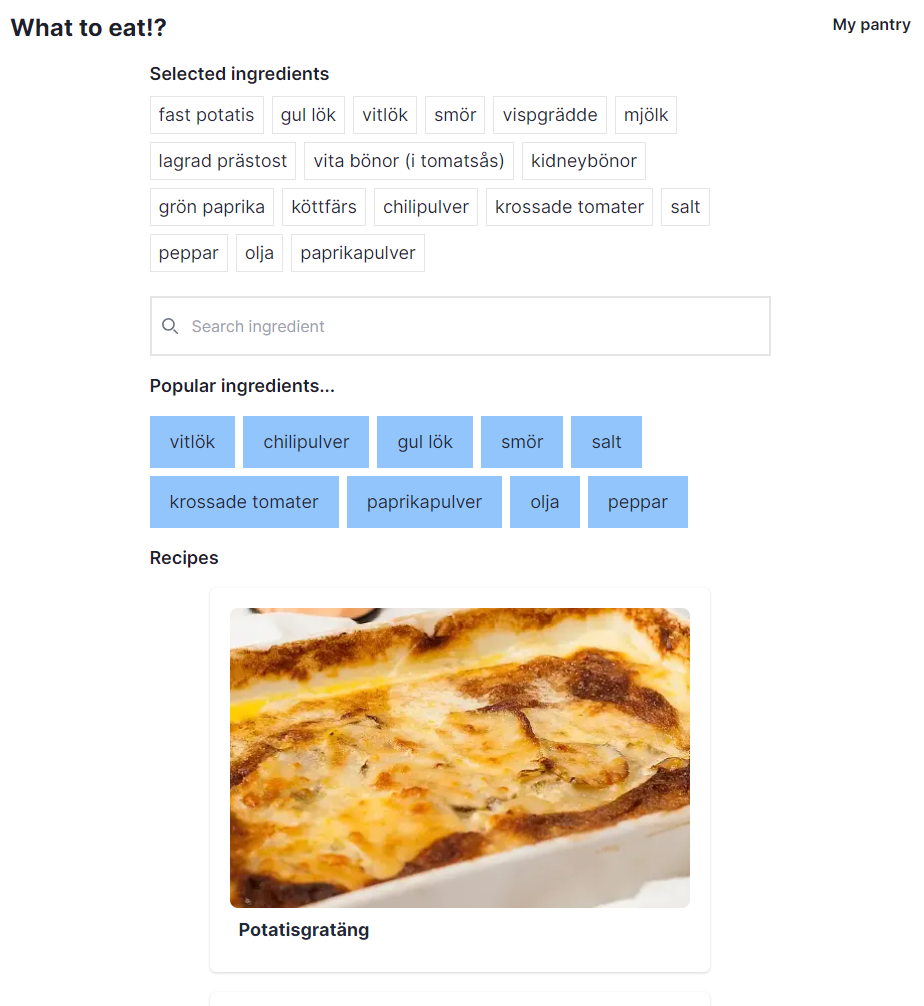 What to eat!? My pantry
Selected ingredients
fast potatis gul lök vitlök smör vispgrädde mjölk
lagrad prästost vita bönor (i tomatsås) kidneybönor
grön paprika köttfärs chilipulver krossade tomater salt
peppar olja paprikapulver
Search ingredient
Popular ingredients...
vitlök chilipulver gul lök smör salt
krossade tomater paprikapulver olja peppar
Recipes
Potatisgratäng